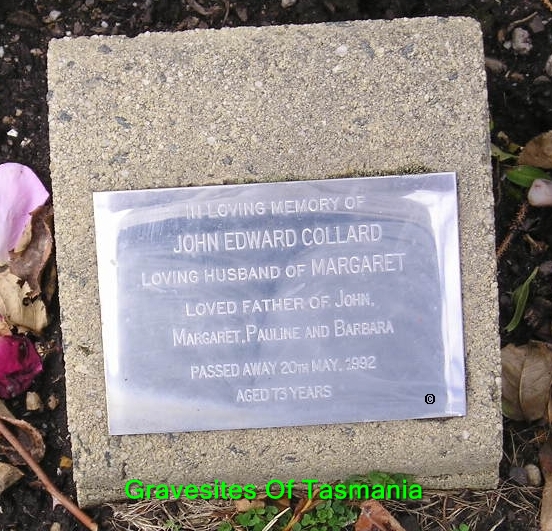 IN LOVING MEMORY OF
JOHN EDWARD COLLARD
LOVING HUSBAND OF MARGARET
LOVED FATHER OF JOHN,
MARGARET, PAULINE AND BARBARA
PASSED AWAY 20TH MAY, 1992
AGED 73 YEARS
©
Gravesites Of Tasmania